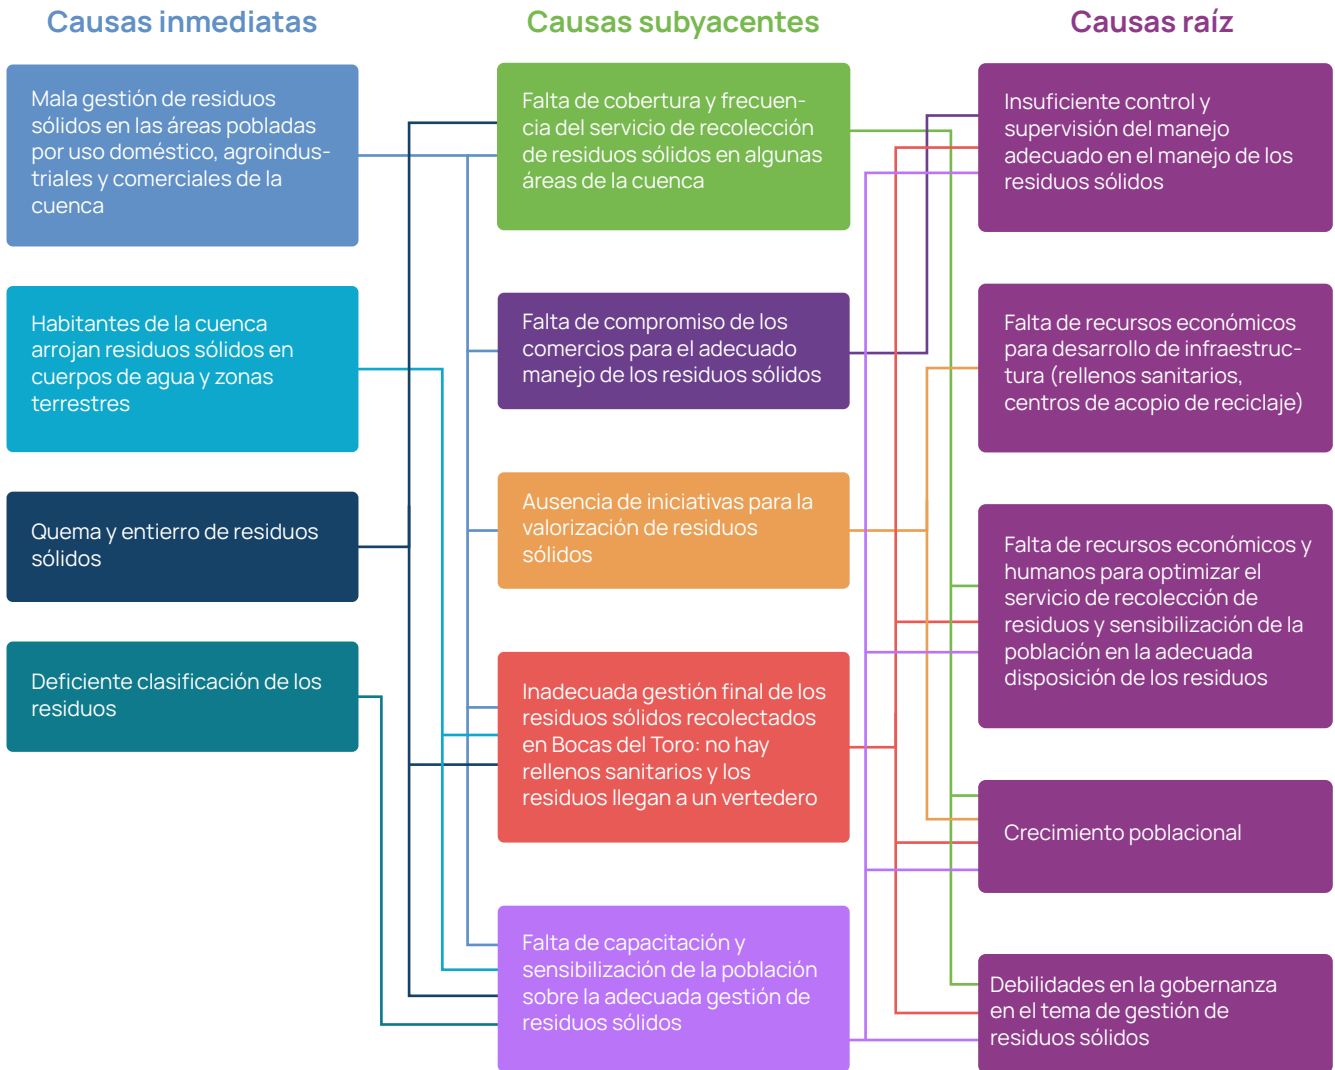 Causas inmediatas
Mala gestión de residuos
sólidos en las áreas pobladas
por uso doméstico, agroindus-
triales y comerciales de la
cuenca
Habitantes de la cuenca
arrojan residuos sólidos en
cuerpos de agua y zonas
terrestres
Quema y entierro de residuos
sólidos
Deficiente clasificación de los
residuos
Causas subyacentes
Falta de cobertura y frecuen-
cia del servicio de recolección
de residuos sólidos en algunas
áreas de la cuenca
Falta de compromiso de los
comercios para el adecuado
manejo de los residuos sólidos
Ausencia de iniciativas para la
valorización de residuos
sólidos
Inadecuada gestión final de los
residuos sólidos recolectados
en Bocas del Toro: no hay
rellenos sanitarios y los
residuos llegan a un vertedero
Falta de capacitación y
sensibilización de la población
sobre la adecuada gestión de
residuos sólidos
Causas raíz
Insuficiente control y
supervisión del manejo
adecuado en el manejo de los
residuos sólidos
Falta de recursos económicos
para desarrollo de infraestruc-
tura (rellenos sanitarios,
centros de acopio de reciclaje)
Falta de recursos económicos y
humanos para optimizar el
servicio de recolección de
residuos y sensibilización de la
población en la adecuada
disposición de los residuos
Crecimiento poblacional
Debilidades en la gobernanza
en el tema de gestión de
residuos sólidos